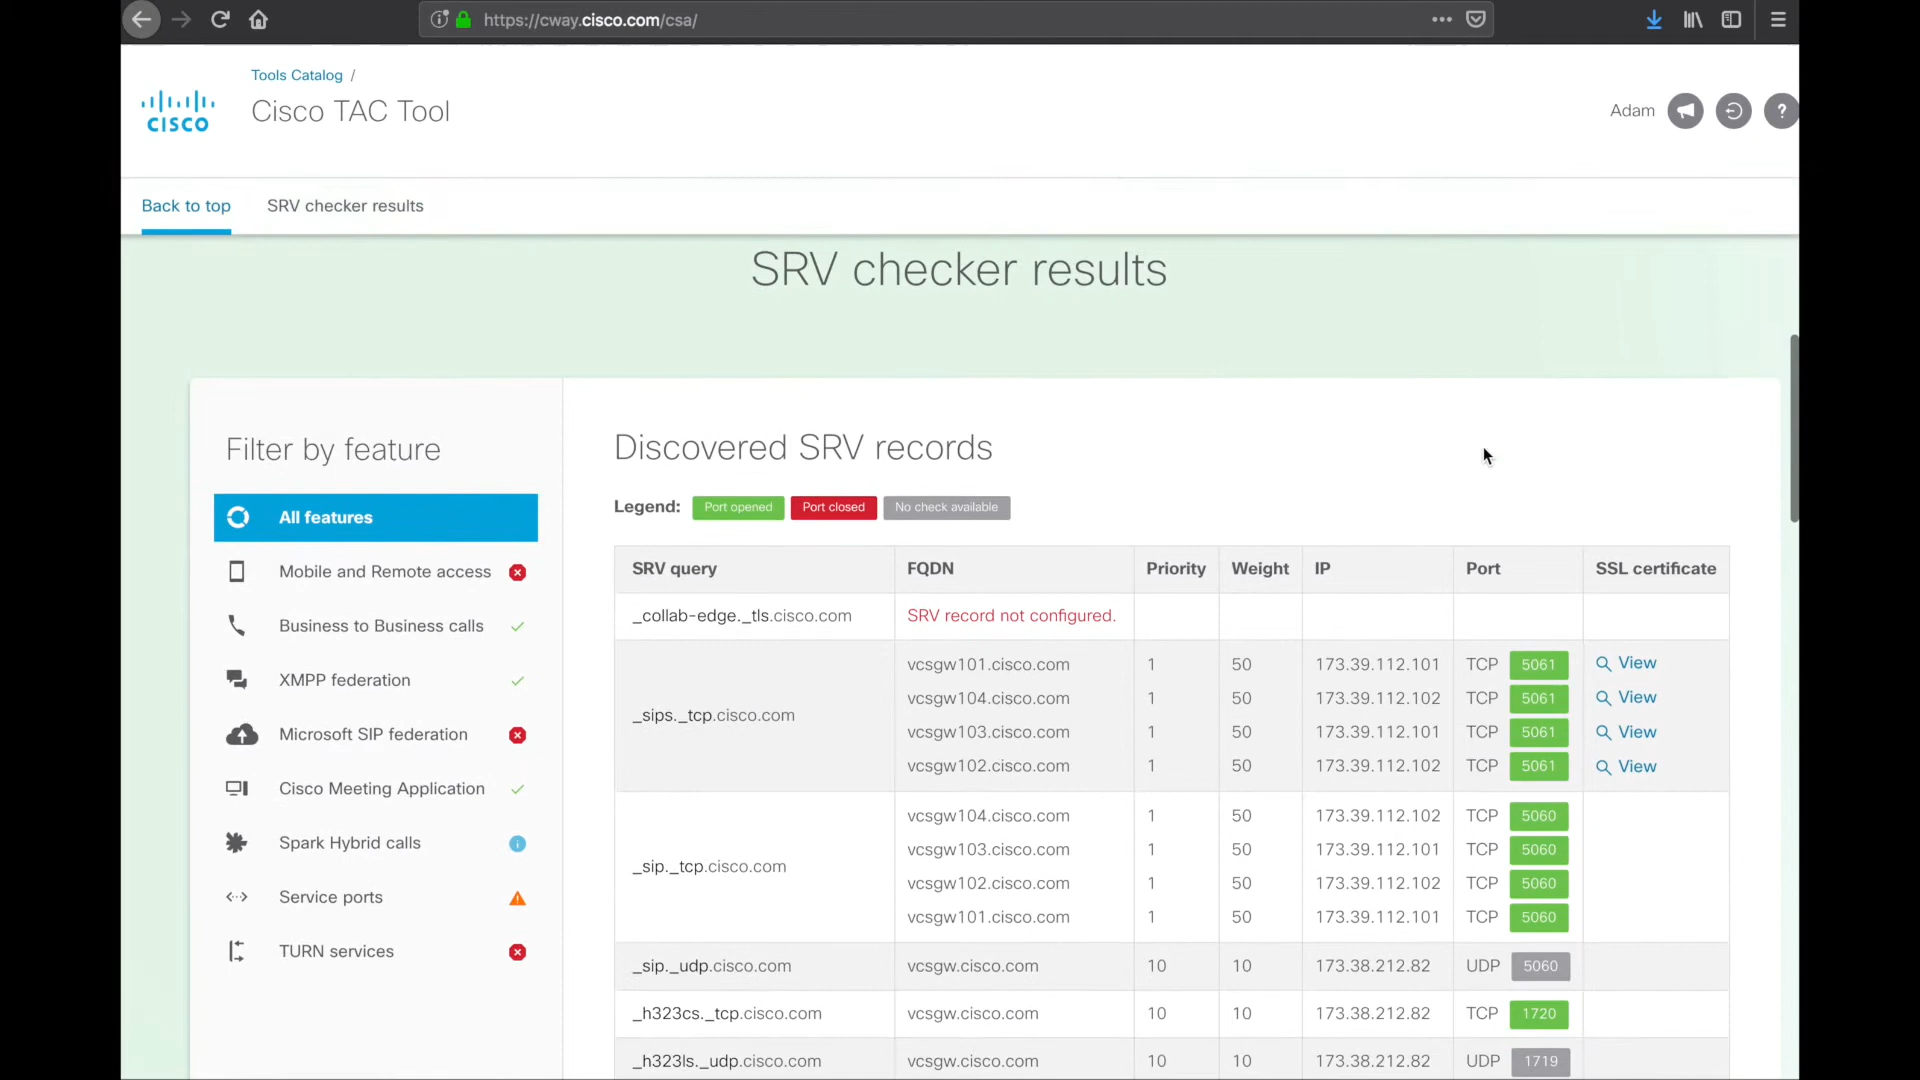 https://cway.cisco.com/csa/
Tools Catalog /
CISCO
Cisco TAC Tool
Adam
?
Back to top SRV checker results
SRV checker results
Filter by feature
All features
Mobile and Remote access
Business to Business calls
XMPP federation
Microsoft SIP federation
Cisco Meeting Application
Spark Hybrid calls
Service ports
TURN services
Discovered SRV records
Legend: Port opened Port closed No check available
SRV query FQDN Priority Weight IP Port SSL certificate
_collab-edge._tls.cisco.com SRV record not configured.
_sips._tcp.cisco.com
vcsgw101.cisco.com 1 50 173.39.112.101 TCP 5061 View
vcsgw104.cisco.com 1 50 173.39.112.102 TCP 5061 View
vcsgw103.cisco.com 1 50 173.39.112.101 TCP 5061 View
vcsgw102.cisco.com 1 50 173.39.112.102 TCP 5061 View
_sip._tcp.cisco.com
vcsgw104.cisco.com 1 50 173.39.112.102 TCP 5060
vcsgw103.cisco.com 1 50 173.39.112.101 TCP 5060
vcsgw102.cisco.com 1 50 173.39.112.102 TCP 5060
vcsgw101.cisco.com 1 50 173.39.112.101 TCP 5060
_sip._udp.cisco.com vcsgw.cisco.com 10 10 173.38.212.82 UDP 5060
_h323cs._tcp.cisco.com vcsgw.cisco.com 10 10 173.38.212.82 TCP 1720
_h323ls._udp.cisco.com vcsgw.cisco.com 10 10 173.38.212.82 UDP 1719